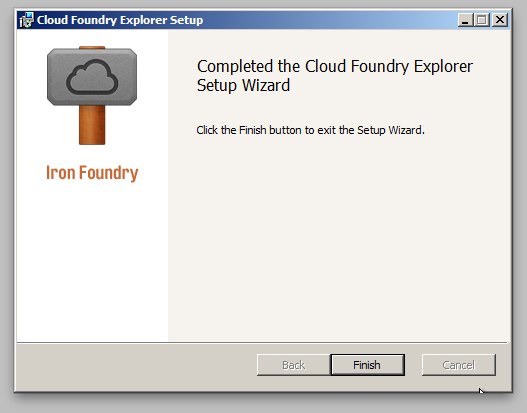 Cloud Foundry Explorer Setup
Completed the Cloud Foundry Explorer
Setup Wizard
Click the Finish button to exit the Setup Wizard.
Iron Foundry
Back
Finish
Cancel